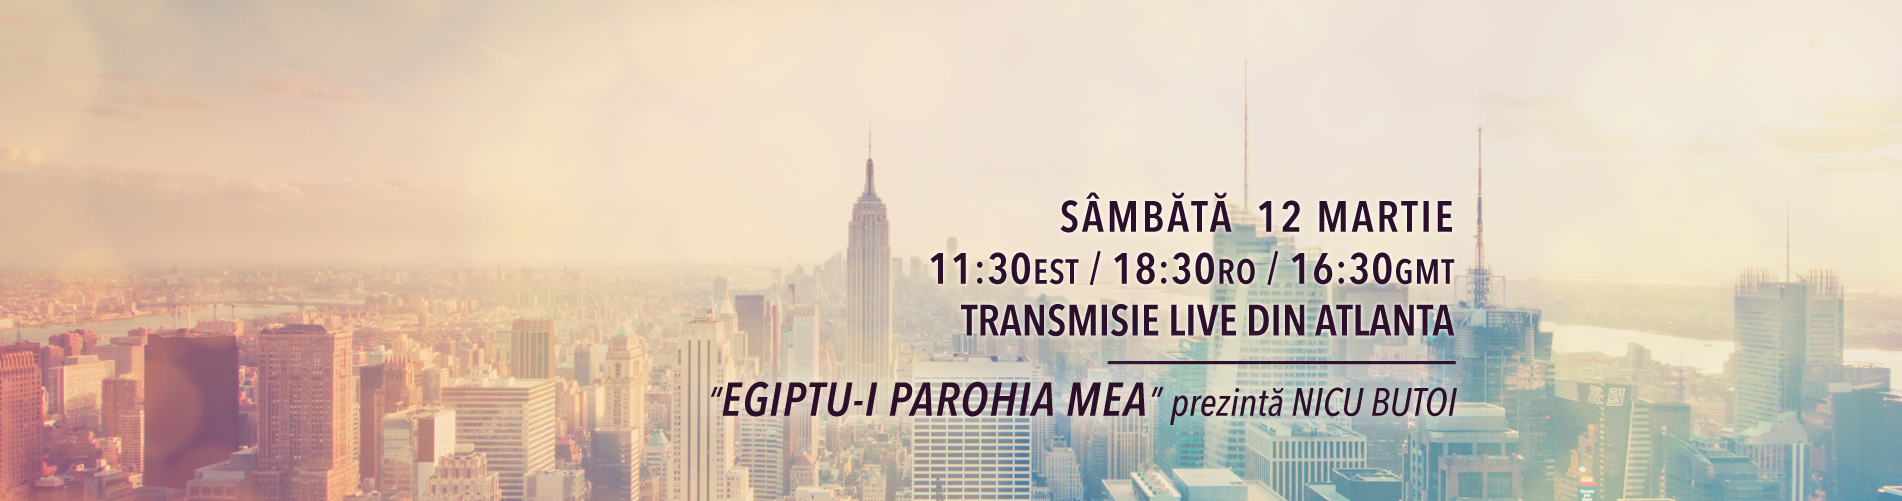 SÂMBĂTĂ 12 MARTIE
11:30EST / 18:30RO / 16:30GMT
TRANSMISIE LIVE DIN ATLANTA
“EGIPTU-I PAROHIA MEA” prezintă NICU BUTOI